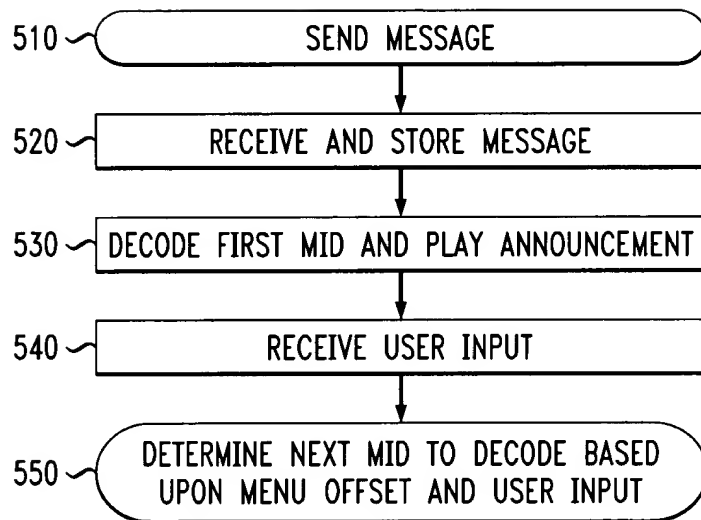 510 SEND MESSAGE
520 RECEIVE AND STORE MESSAGE
530 DECODE FIRST MID AND PLAY ANNOUNCEMENT
540 RECEIVE USER INPUT
550 DETERMINE NEXT MID TO DECODE BASED
UPON MENU OFFSET AND USER INPUT